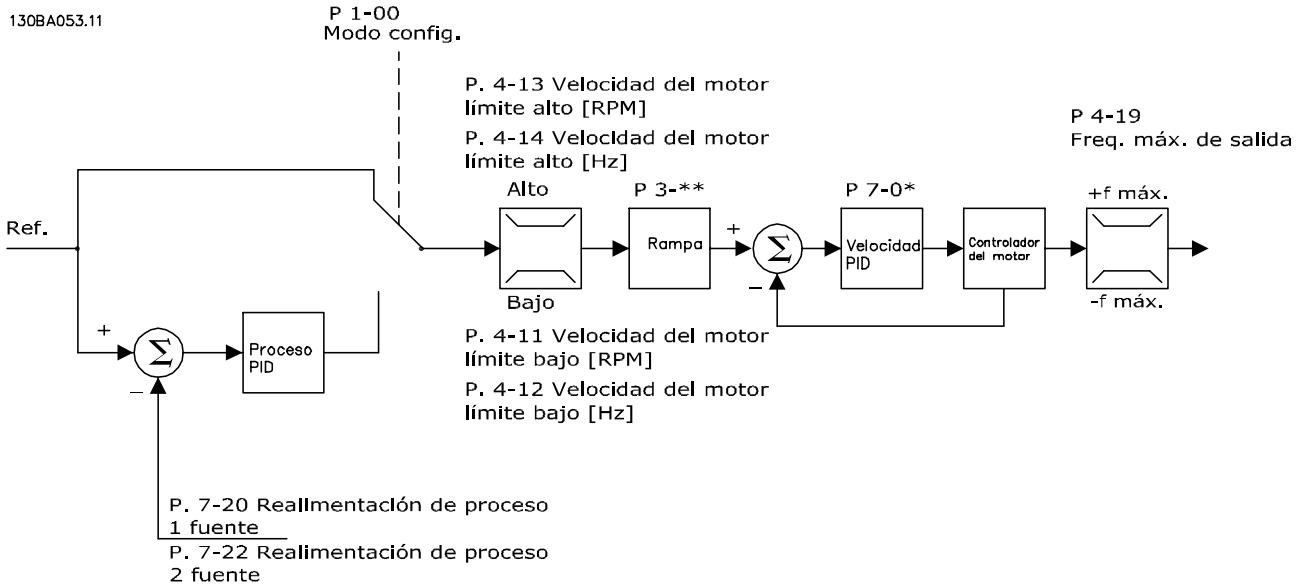 130BA053.11
P 1-00
Modo config.
P. 4-13 Velocidad del motor
límite alto [RPM]
P. 4-14 Velocidad del motor
límite alto [Hz]
P 4-19
Freq. máx. de salida
Ref.
Alto
P 3-**
P 7-0*
+f máx.
Rampa
+
Σ
−
Velocidad
PID
Controlador
del motor
Bajo
-f máx.
+
Σ
−
Proceso
PID
P. 4-11 Velocidad del motor
límite bajo [RPM]
P. 4-12 Velocidad del motor
límite bajo [Hz]
P. 7-20 Realimentación de proceso
1 fuente
P. 7-22 Realimentación de proceso
2 fuente